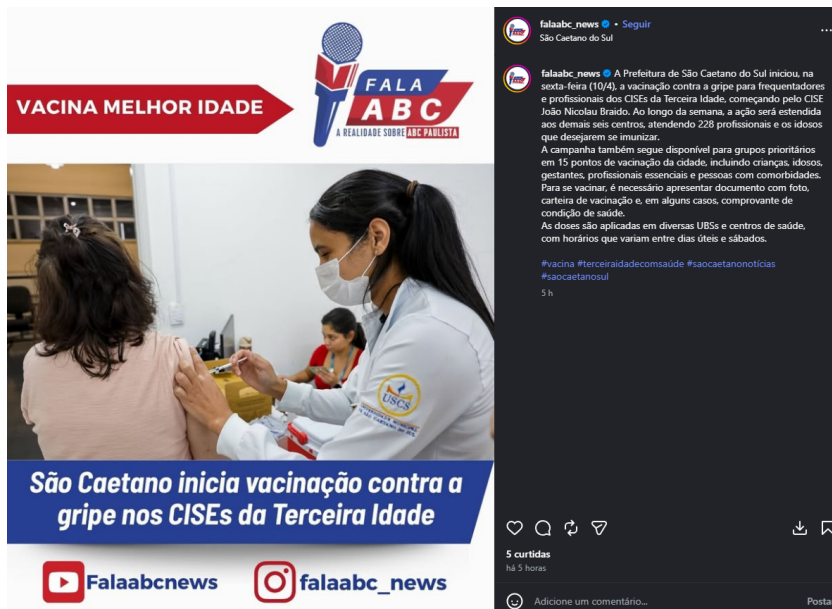 VACINA MELHOR IDADE
FALA
ABC
A REALIDADE SOBRE ABC PAULISTA
USCS
São Caetano inicia vacinação contra a
gripe nos CISEs da Terceira Idade
Falaabcnews
falaabc_news
falaabc_news • Seguir
São Caetano do Sul
falaabc_news A Prefeitura de São Caetano do Sul iniciou, na
sexta-feira (10/4), a vacinação contra a gripe para frequentadores
e profissionais dos CISEs da Terceira Idade, começando pelo CISE
João Nicolau Braido. Ao longo da semana, a ação será estendida
aos demais seis centros, atendendo 228 profissionais e os idosos
que desejarem se imunizar.
A campanha também segue disponível para grupos prioritários
em 15 pontos de vacinação da cidade, incluindo crianças, idosos,
gestantes, profissionais essenciais e pessoas com comorbidades.
Para se vacinar, é necessário apresentar documento com foto,
carteira de vacinação e, em alguns casos, comprovante de
condição de saúde.
As doses são aplicadas em diversas UBSs e centros de saúde,
com horários que variam entre dias úteis e sábados.
#vacina #terceiraidadecomsaúde #saocaetanonotícias
#saocaetanosul
5 h
5 curtidas
há 5 horas
Adicione um comentário...
Posta